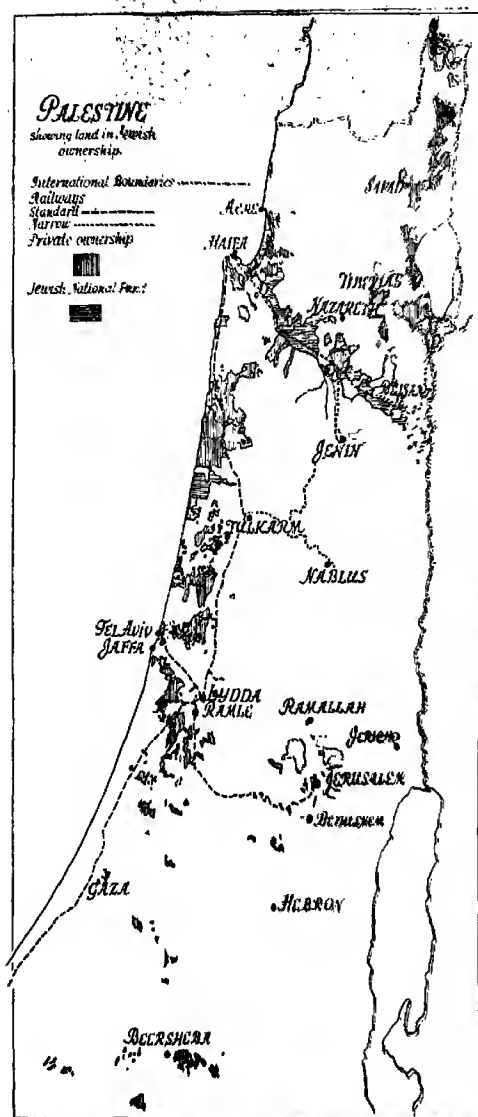 PALESTINE
showing land in Jewish
ownership.
International Boundaries
Railways
Standard
Narrow
Private ownership
Jewish National Fund
ACRE
HAIFA
SAFAD
TIBERIAS
NAZARETH
BEISAN
JENIN
TULKARM
NABLUS
TEL AVIV
JAFFA
LYDDA
RAMLE
RAMALLAH
JERICHO
JERUSALEM
BETHLEHEM
GAZA
HEBRON
BEERSHEBA